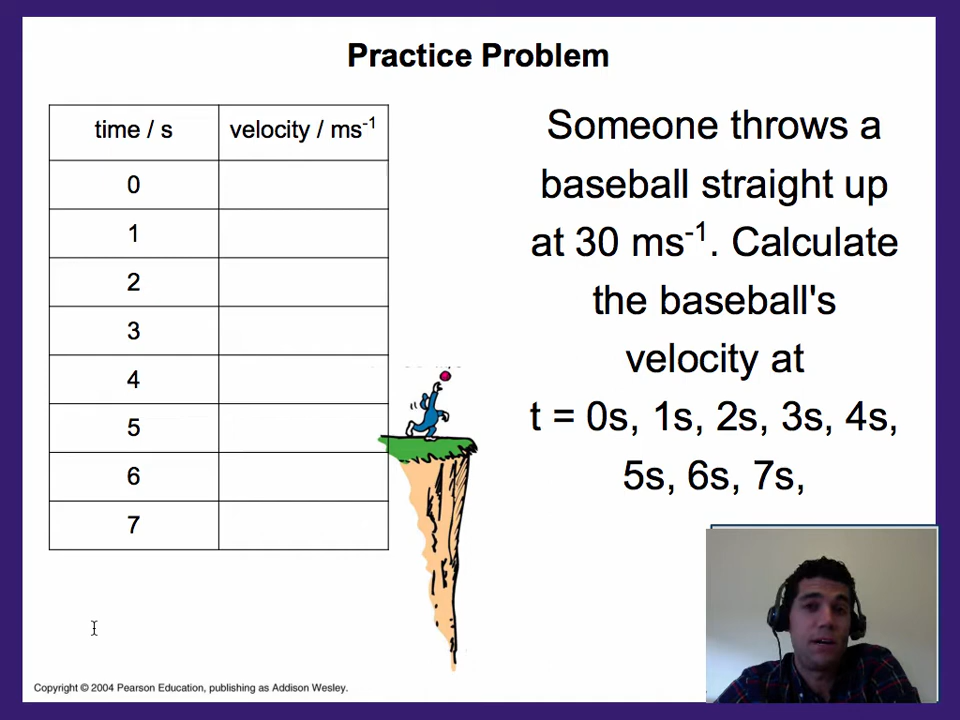 Practice Problem
time / s velocity / ms⁻¹
0
1
2
3
4
5
6
7
Someone throws a
baseball straight up
at 30 ms⁻¹. Calculate
the baseball's
velocity at
t = 0s, 1s, 2s, 3s, 4s,
5s, 6s, 7s,
Copyright © 2004 Pearson Education, publishing as Addison Wesley.